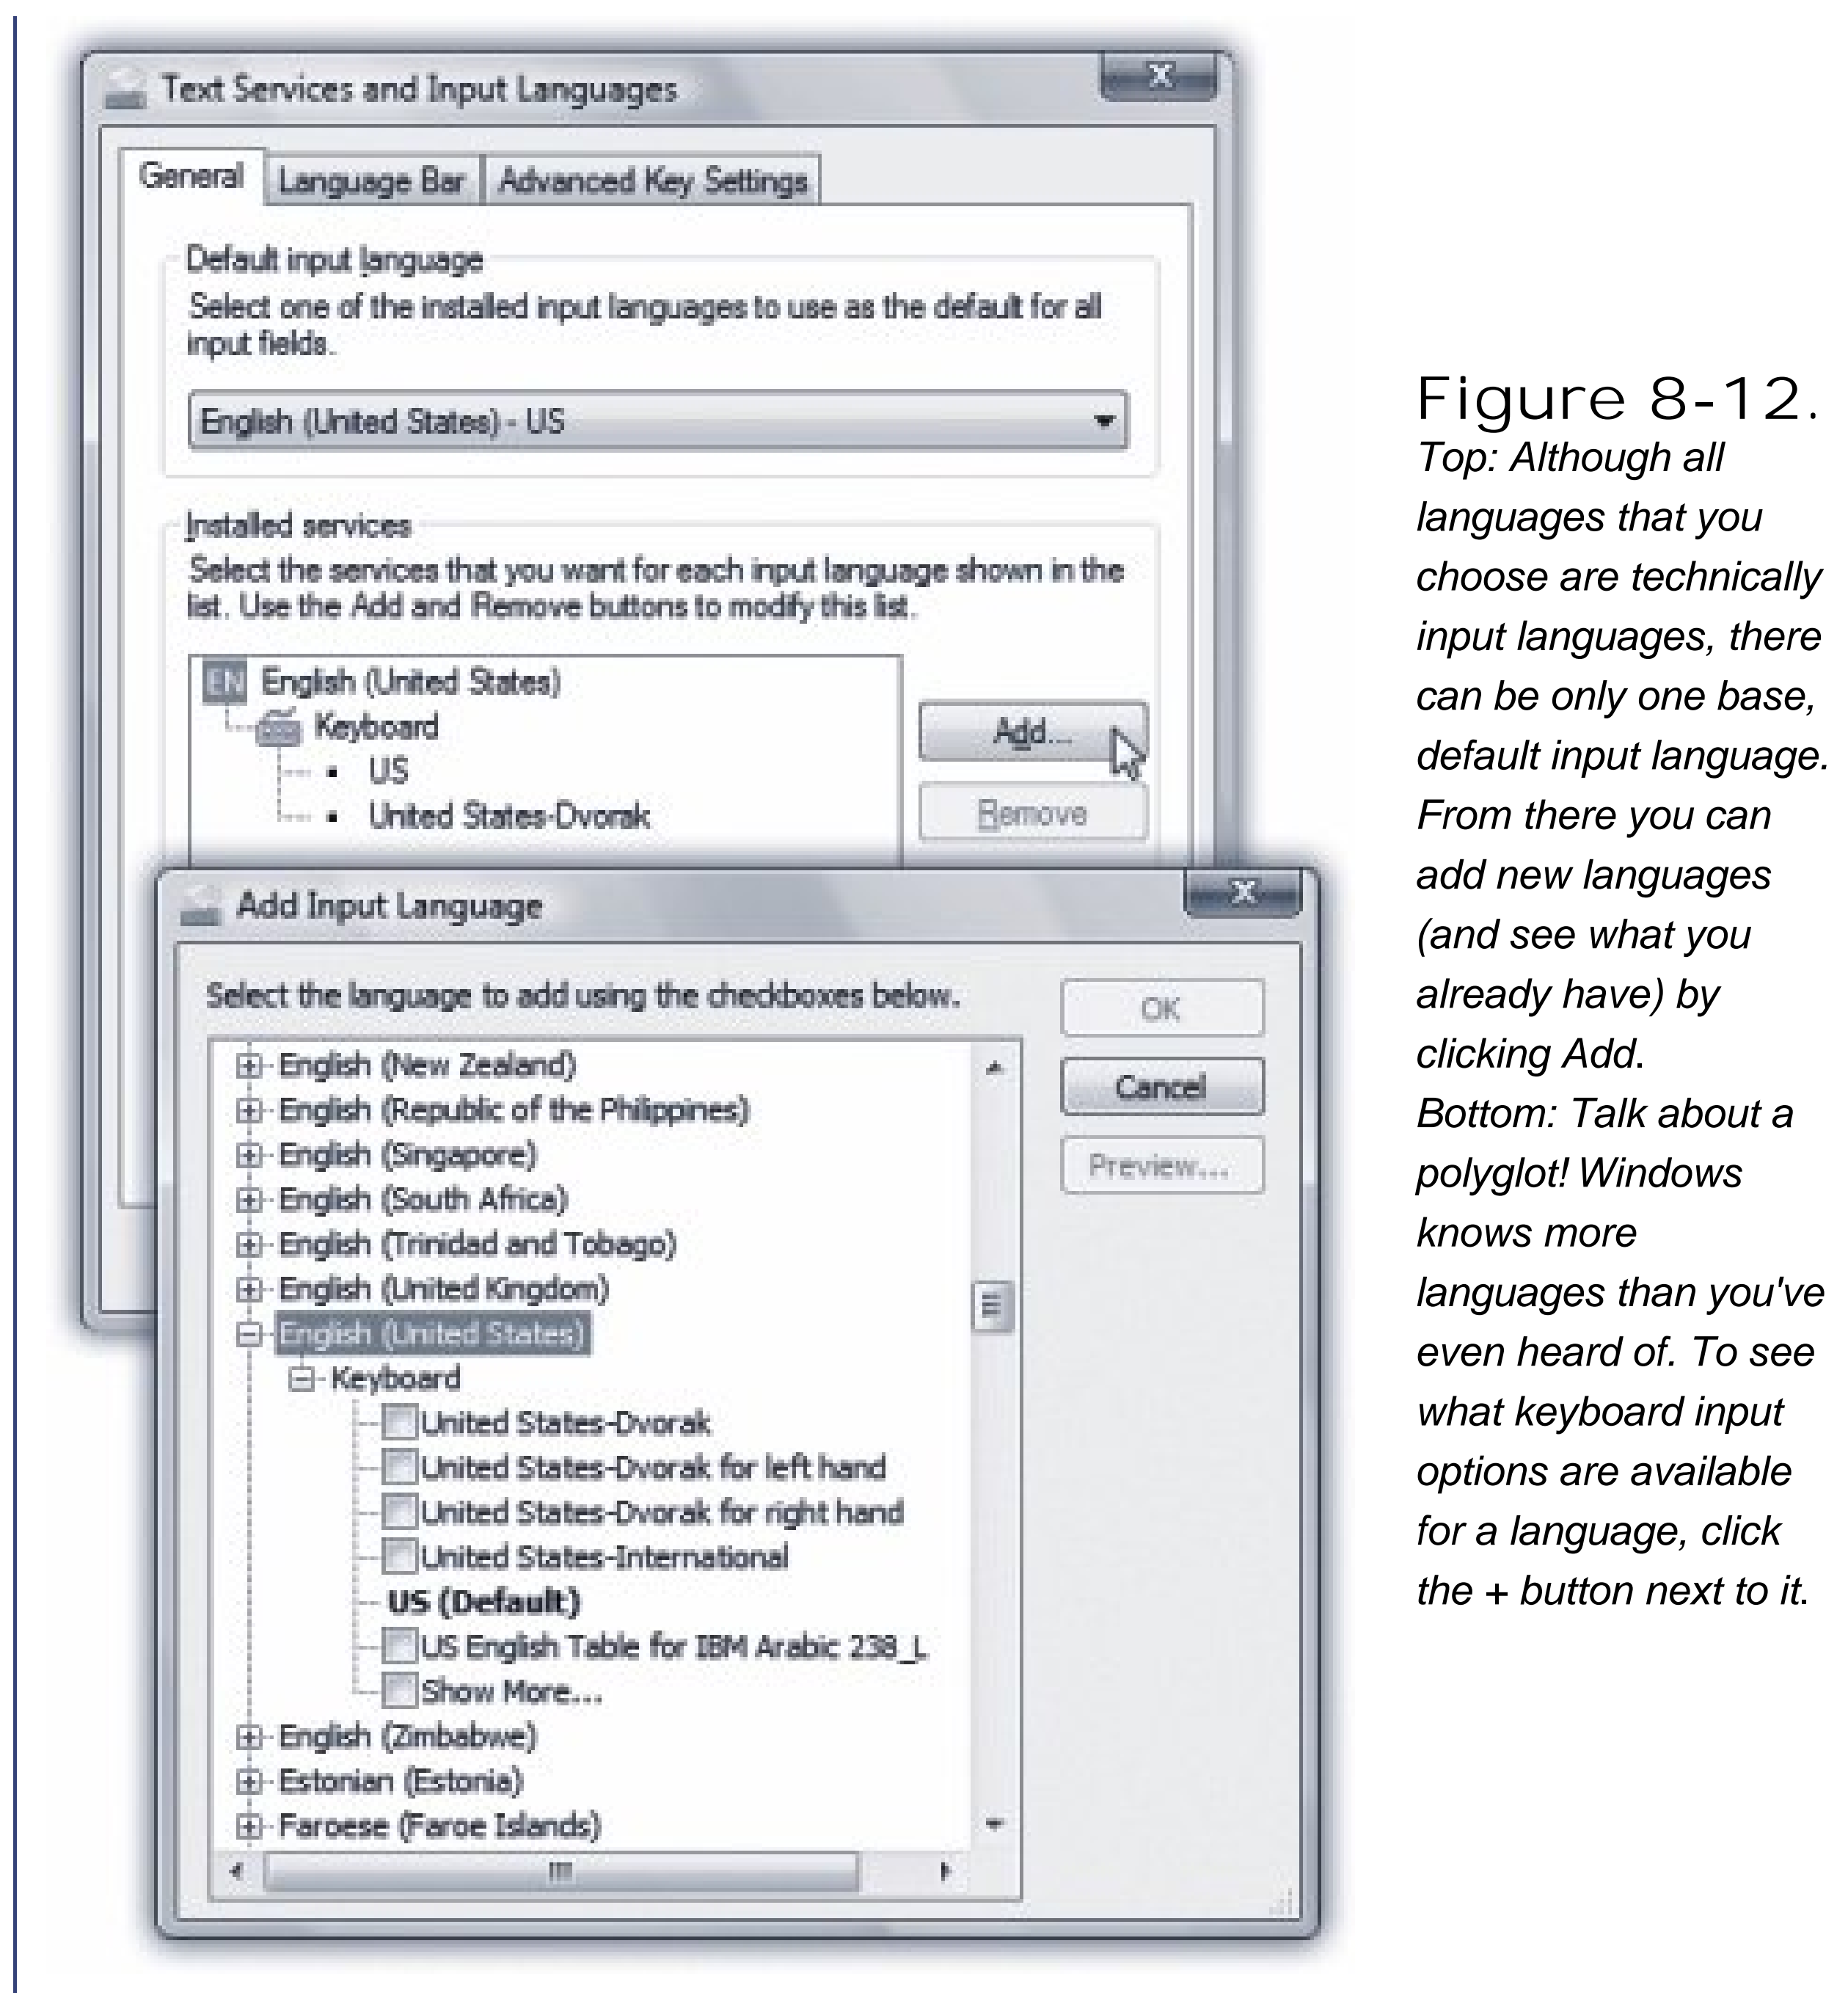 Text Services and Input Languages
General
Language Bar
Advanced Key Settings
Default input language
Select one of the installed input languages to use as the default for all
input fields.
English (United States) - US
Installed services
Select the services that you want for each input language shown in the
list. Use the Add and Remove buttons to modify this list.
EN English (United States)
Keyboard
US
United States-Dvorak
Add...
Remove
Add Input Language
Select the language to add using the checkboxes below.
OK
Cancel
Preview...
English (New Zealand)
English (Republic of the Philippines)
English (Singapore)
English (South Africa)
English (Trinidad and Tobago)
English (United Kingdom)
English (United States)
Keyboard
United States-Dvorak
United States-Dvorak for left hand
United States-Dvorak for right hand
United States-International
US (Default)
US English Table for IBM Arabic 238_L
Show More...
English (Zimbabwe)
Estonian (Estonia)
Faroese (Faroe Islands)
Figure 8-12.
Top: Although all
languages that you
choose are technically
input languages, there
can be only one base,
default input language.
From there you can
add new languages
(and see what you
already have) by
clicking Add.
Bottom: Talk about a
polyglot! Windows
knows more
languages than you've
even heard of. To see
what keyboard input
options are available
for a language, click
the + button next to it.